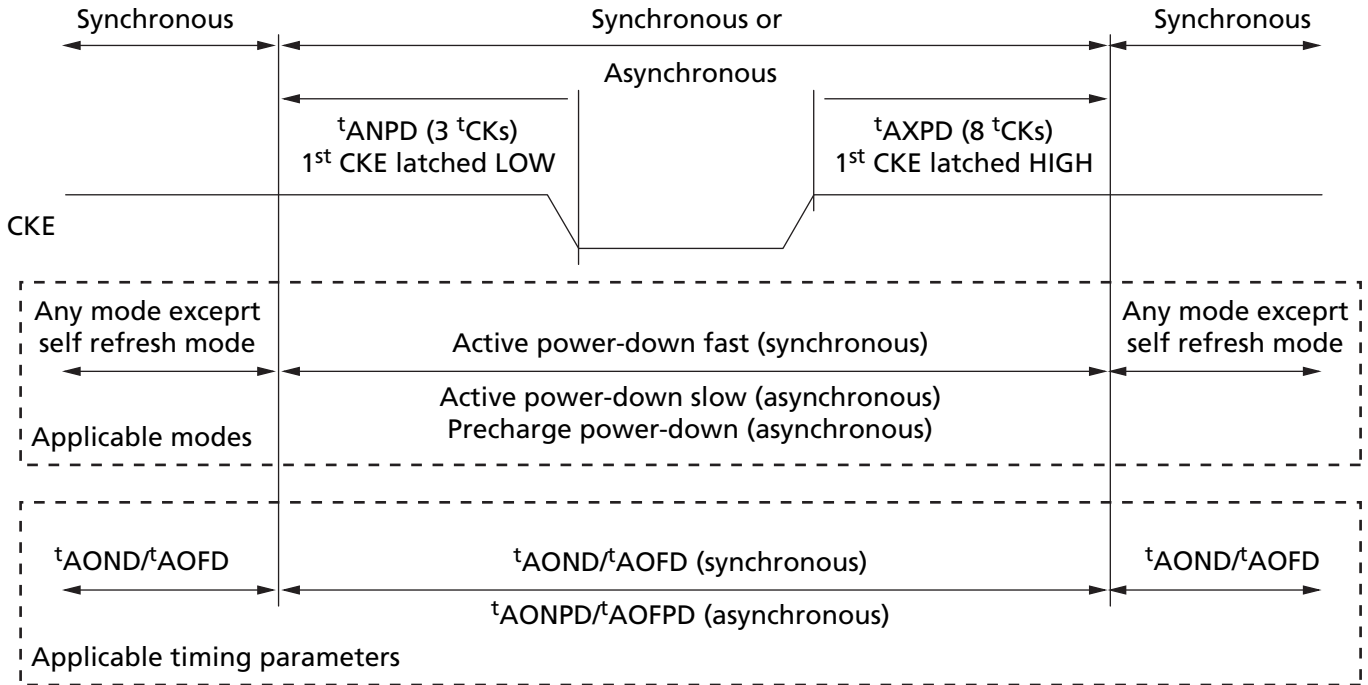 Synchronous
Synchronous or
Synchronous
Asynchronous
tANPD (3 tCKs)
1st CKE latched LOW
tAXPD (8 tCKs)
1st CKE latched HIGH
CKE
Any mode exceprt
self refresh mode
Active power-down fast (synchronous)
Any mode exceprt
self refresh mode
Active power-down slow (asynchronous)
Precharge power-down (asynchronous)
Applicable modes
tAOND/tAOFD
tAOND/tAOFD (synchronous)
tAOND/tAOFD
tAONPD/tAOFPD (asynchronous)
Applicable timing parameters